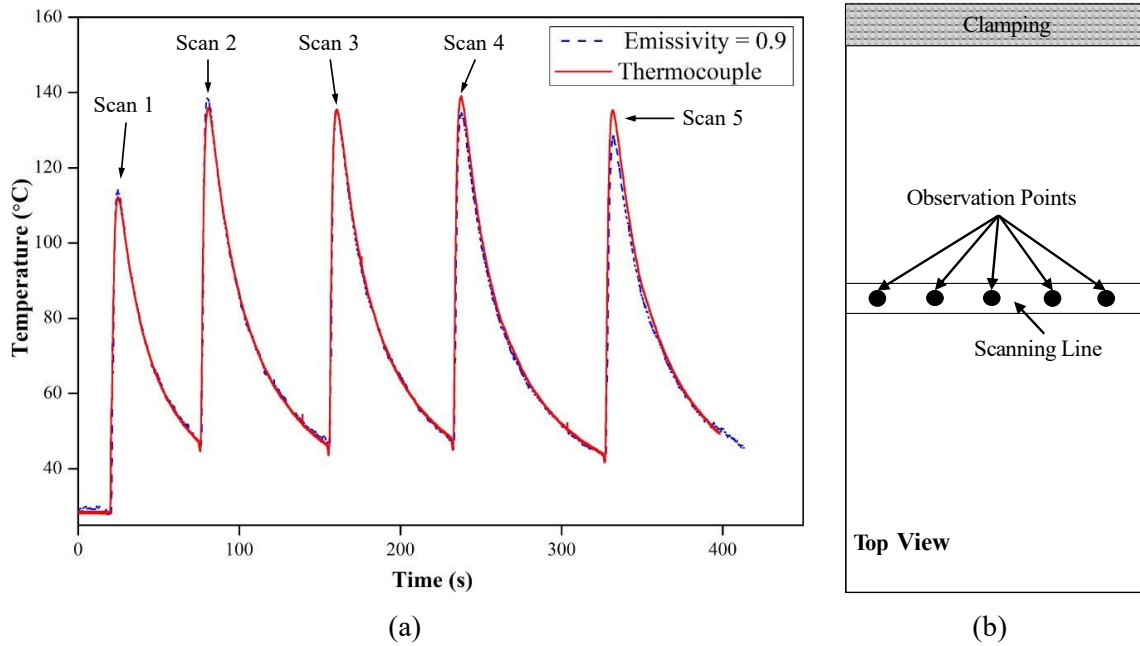 160
140
120
100
80
60
40
0
100
200
300
400
Temperature (°C)
Time (s)
Scan 1
Scan 2
Scan 3
Scan 4
Scan 5
Emissivity = 0.9
Thermocouple
(a)
Clamping
Observation Points
Scanning Line
Top View
(b)